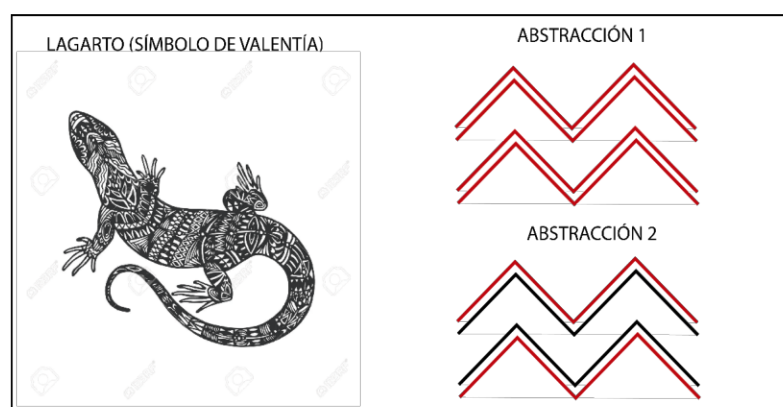 LAGARTO (SÍMBOLO DE VALENTÍA)
ABSTRACCIÓN 1
ABSTRACCIÓN 2